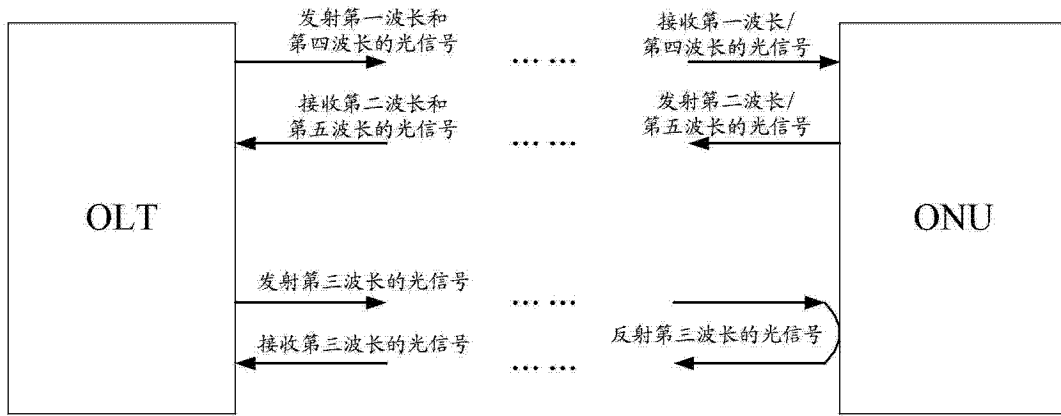 发射第一波长和
第四波长的光信号
接收第一波长/
第四波长的光信号
…… ……
接收第二波长和
第五波长的光信号
发射第二波长/
第五波长的光信号
…… ……
OLT
ONU
发射第三波长的光信号
…… ……
接收第三波长的光信号
反射第三波长的光信号
…… ……